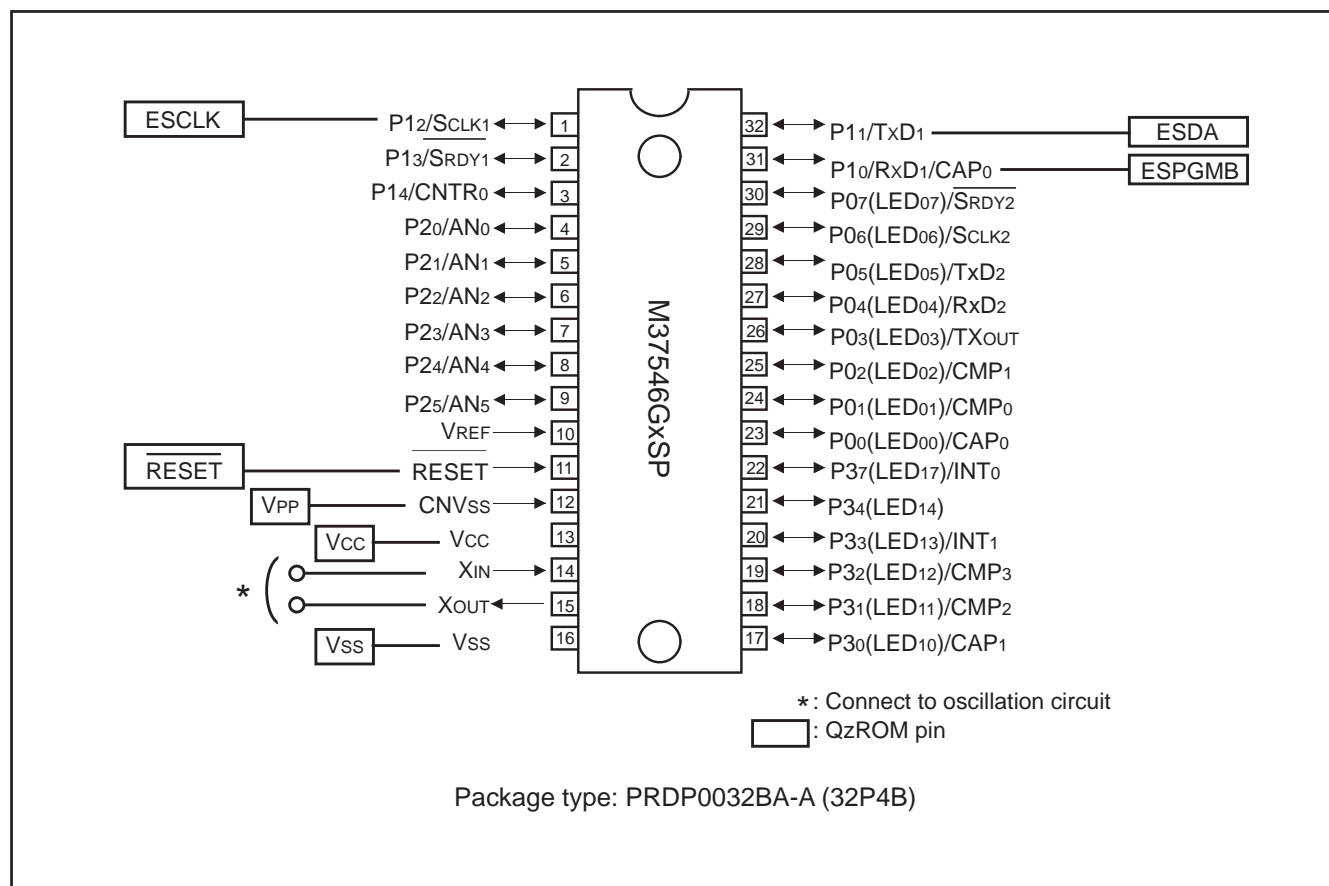 ESCLK P12/SCLK1 1 32 P11/TXD1 ESDA
P13/SRDY1 2 31 P10/RXD1/CAP0 ESPGMB
P14/CNTR0 3 30 P07(LED07)/SRDY2
P20/AN0 4 29 P06(LED06)/SCLK2
P21/AN1 5 28 P05(LED05)/TxD2
P22/AN2 6 27 P04(LED04)/RxD2
P23/AN3 7 26 P03(LED03)/TXOUT
P24/AN4 8 25 P02(LED02)/CMP1
P25/AN5 9 24 P01(LED01)/CMP0
VREF 10 23 P00(LED00)/CAP0
RESET RESET 11 22 P37(LED17)/INT0
VPP CNVSS 12 21 P34(LED14)
VCC VCC 13 20 P33(LED13)/INT1
* XIN 14 19 P32(LED12)/CMP3
XOUT 15 18 P31(LED11)/CMP2
VSS VSS 16 17 P30(LED10)/CAP1
M37546GxSP
* : Connect to oscillation circuit
: QzROM pin
Package type: PRDP0032BA-A (32P4B)